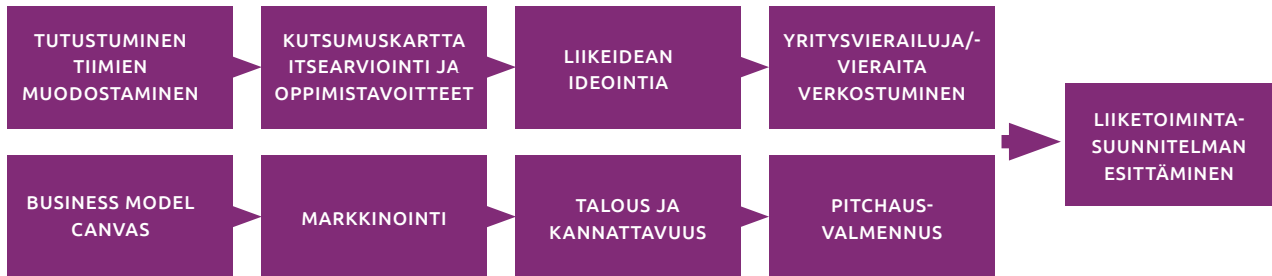 TUTUSTUMINEN
TIIMIEN
MUODOSTAMINEN
KUTSUMUSKARTTA
ITSEARVIOINTI JA
OPPIMISTAVOITTEET
LIIKEIDEAN
IDEOINTIA
YRITYSVIERAILUJA/-
VIERAITA
VERKOSTUMINEN
BUSINESS MODEL
CANVAS
MARKKINOINTI
TALOUS JA
KANNATTAVUUS
PITCHAUS-
VALMENNUS
LIIKETOIMINTA-
SUUNNITELMAN
ESITTÄMINEN